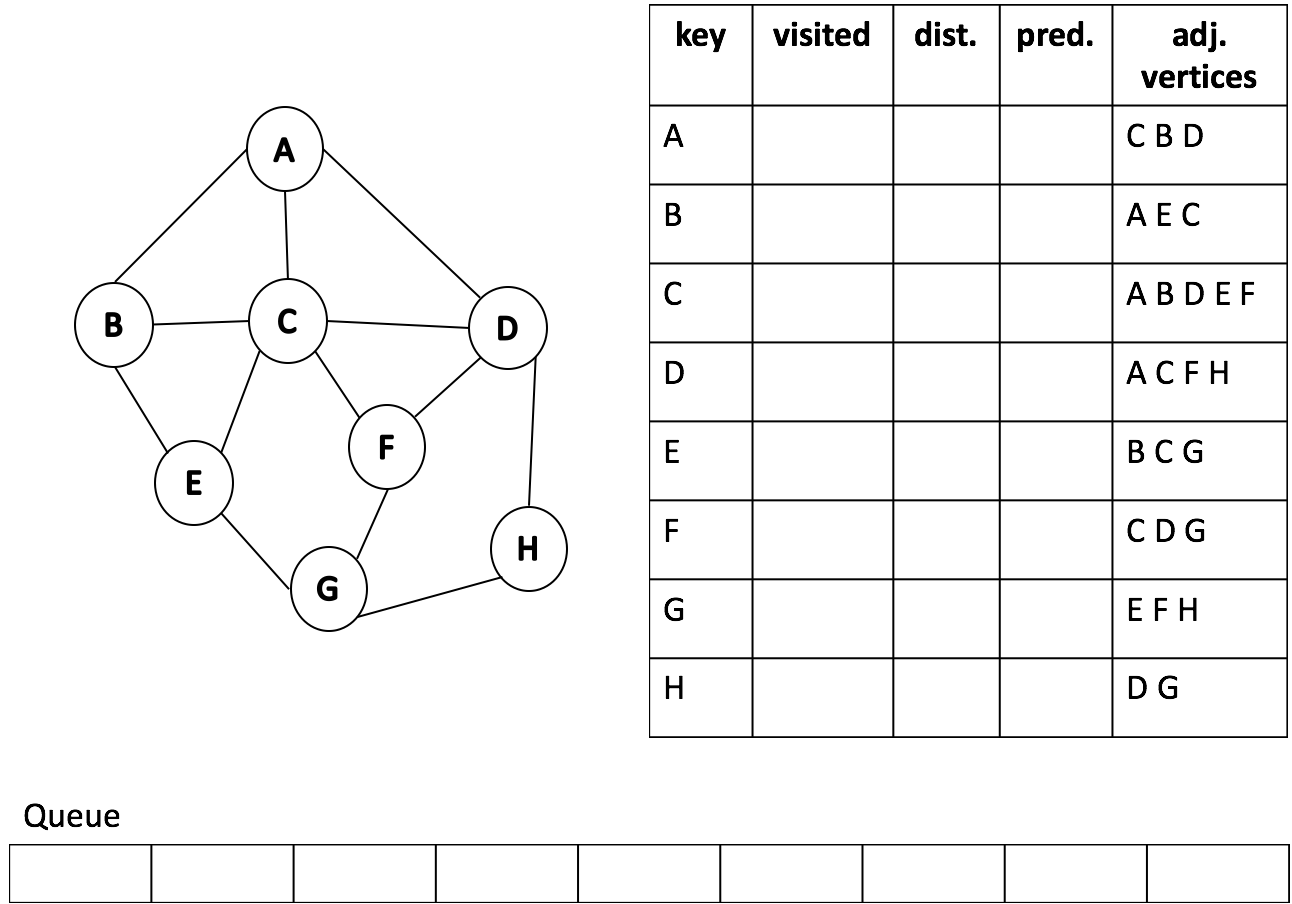 A
B
C
D
F
E
H
G
key visited dist. pred. adj. vertices
A C B D
B A E C
C A B D E F
D A C F H
E B C G
F C D G
G E F H
H D G
Queue